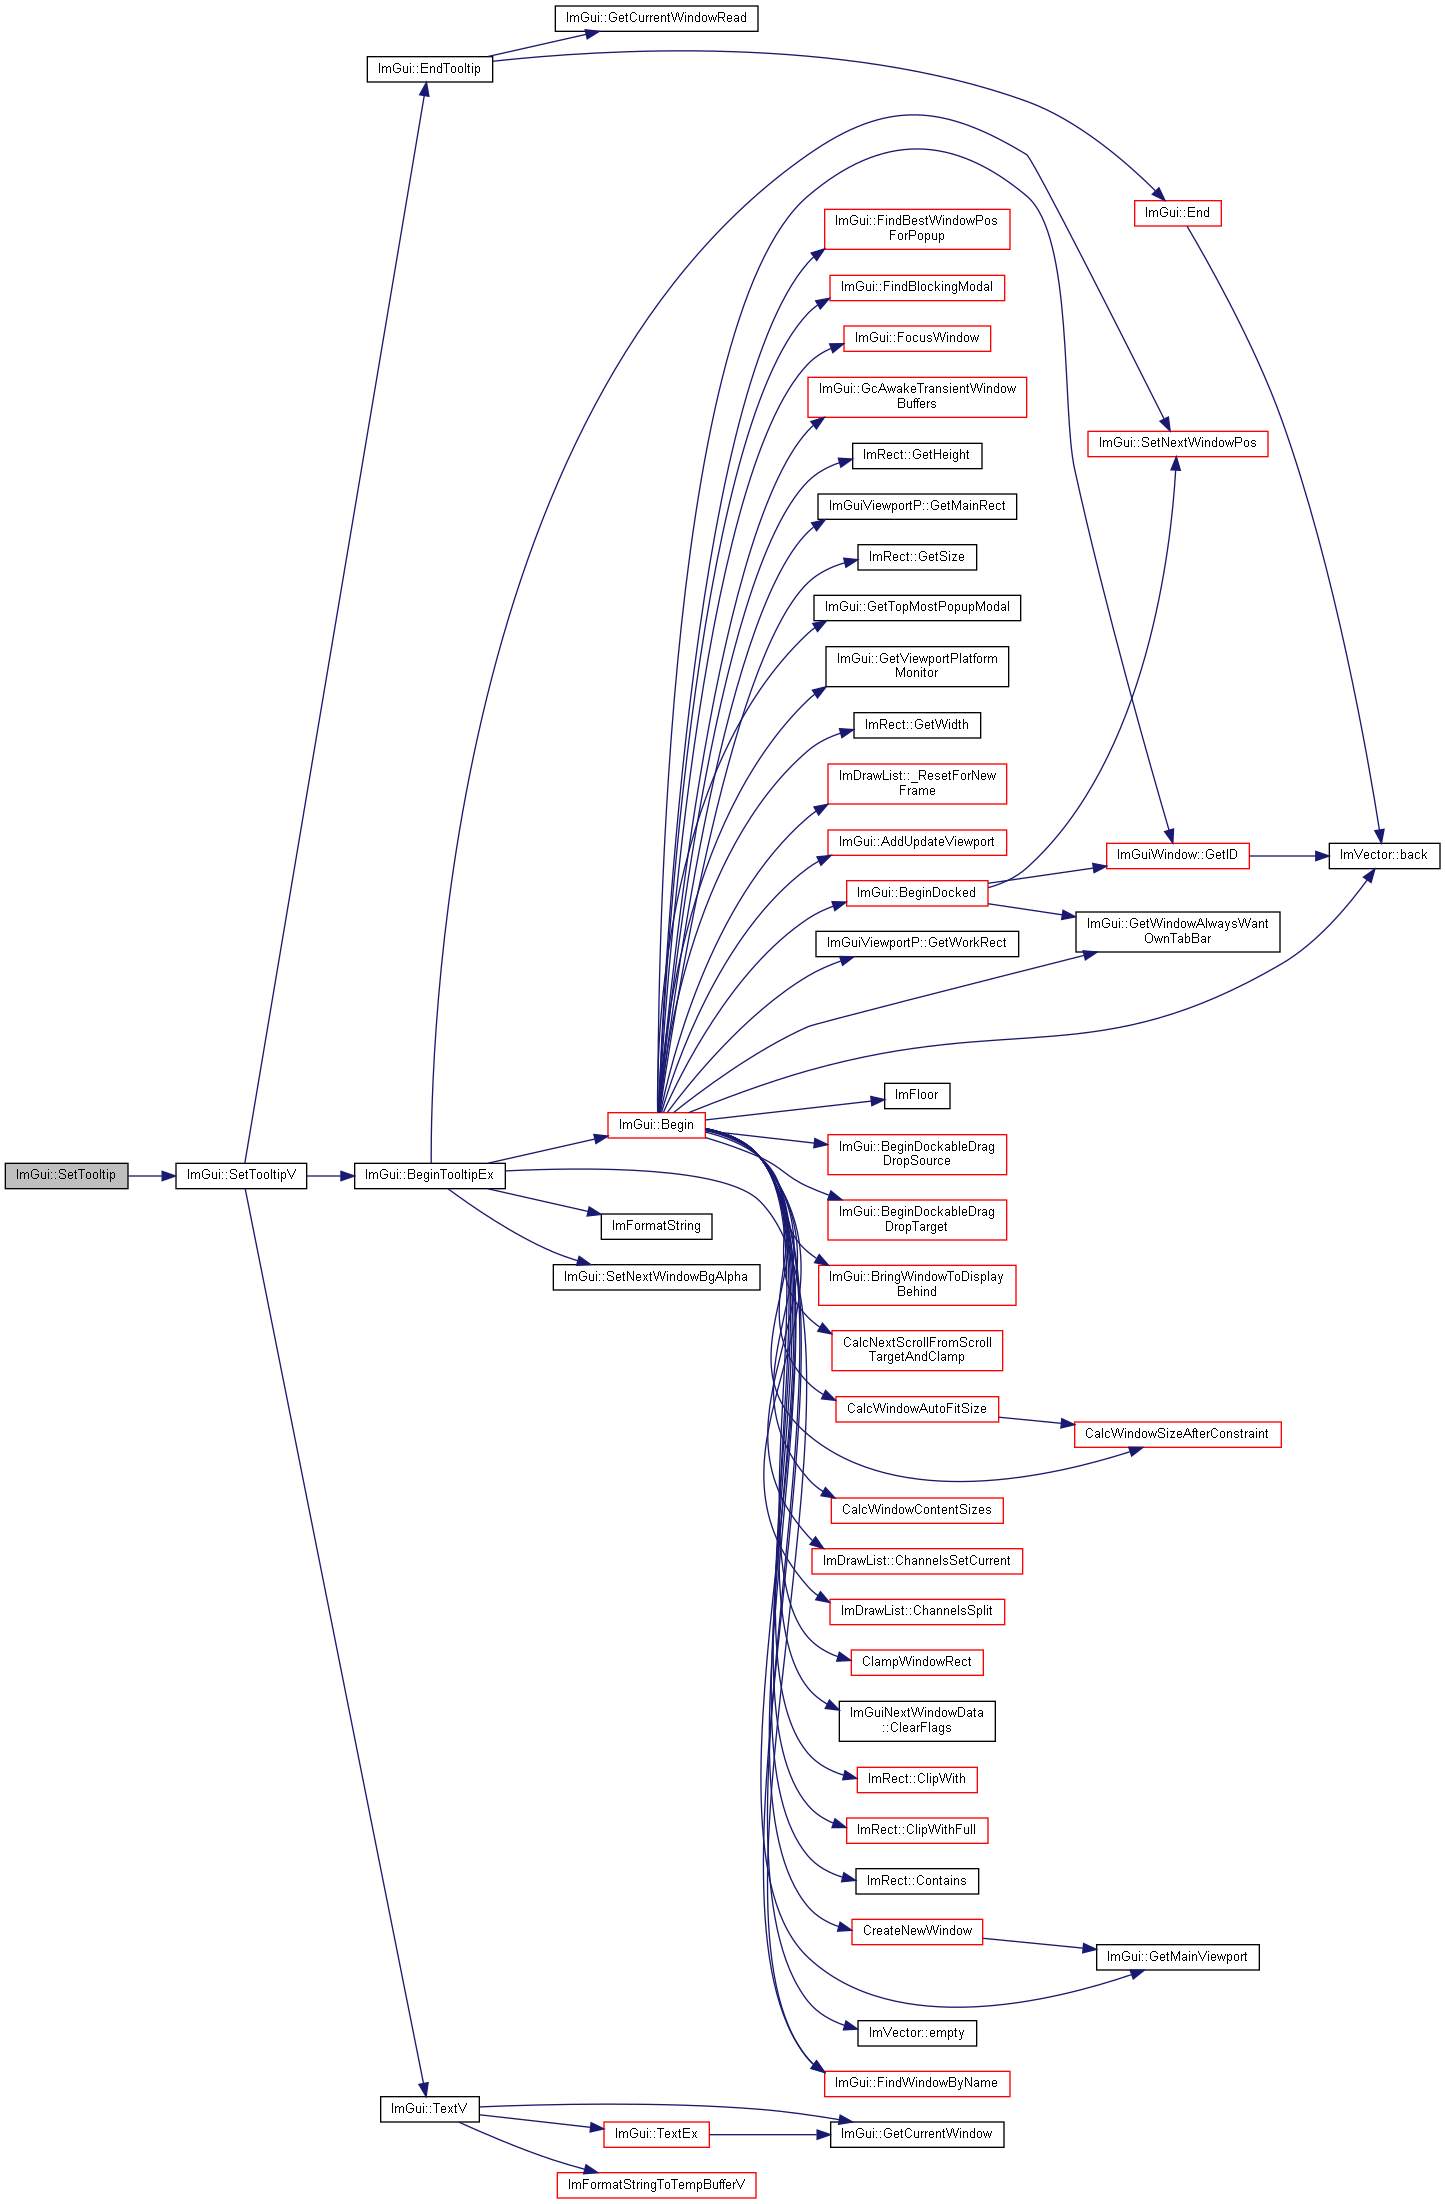 ImGui::GetCurrentWindowRead
ImGui::EndTooltip
ImGui::End
ImGui::FindBestWindowPos
ForPopup
ImGui::FindBlockingModal
ImGui::FocusWindow
ImGui::GcAwakeTransientWindow
Buffers
ImGui::SetNextWindowPos
ImRect::GetHeight
ImGuiViewportP::GetMainRect
ImRect::GetSize
ImGui::GetTopMostPopupModal
ImGui::GetViewportPlatform
Monitor
ImRect::GetWidth
ImDrawList::_ResetForNew
Frame
ImGui::AddUpdateViewport
ImGuiWindow::GetID
ImVector::back
ImGui::BeginDocked
ImGui::GetWindowAlwaysWant
OwnTabBar
ImGuiViewportP::GetWorkRect
ImFloor
ImGui::Begin
ImGui::BeginDockableDrag
DropSource
ImGui::SetTooltip
ImGui::SetTooltipV
ImGui::BeginTooltipEx
ImGui::BeginDockableDrag
DropTarget
ImFormatString
ImGui::SetNextWindowBgAlpha
ImGui::BringWindowToDisplay
Behind
CalcNextScrollFromScroll
TargetAndClamp
CalcWindowAutoFitSize
CalcWindowSizeAfterConstraint
CalcWindowContentSizes
ImDrawList::ChannelsSetCurrent
ImDrawList::ChannelsSplit
ClampWindowRect
ImGuiNextWindowData
::ClearFlags
ImRect::ClipWith
ImRect::ClipWithFull
ImRect::Contains
CreateNewWindow
ImGui::GetMainViewport
ImVector::empty
ImGui::FindWindowByName
ImGui::TextV
ImGui::TextEx
ImGui::GetCurrentWindow
ImFormatStringToTempBufferV